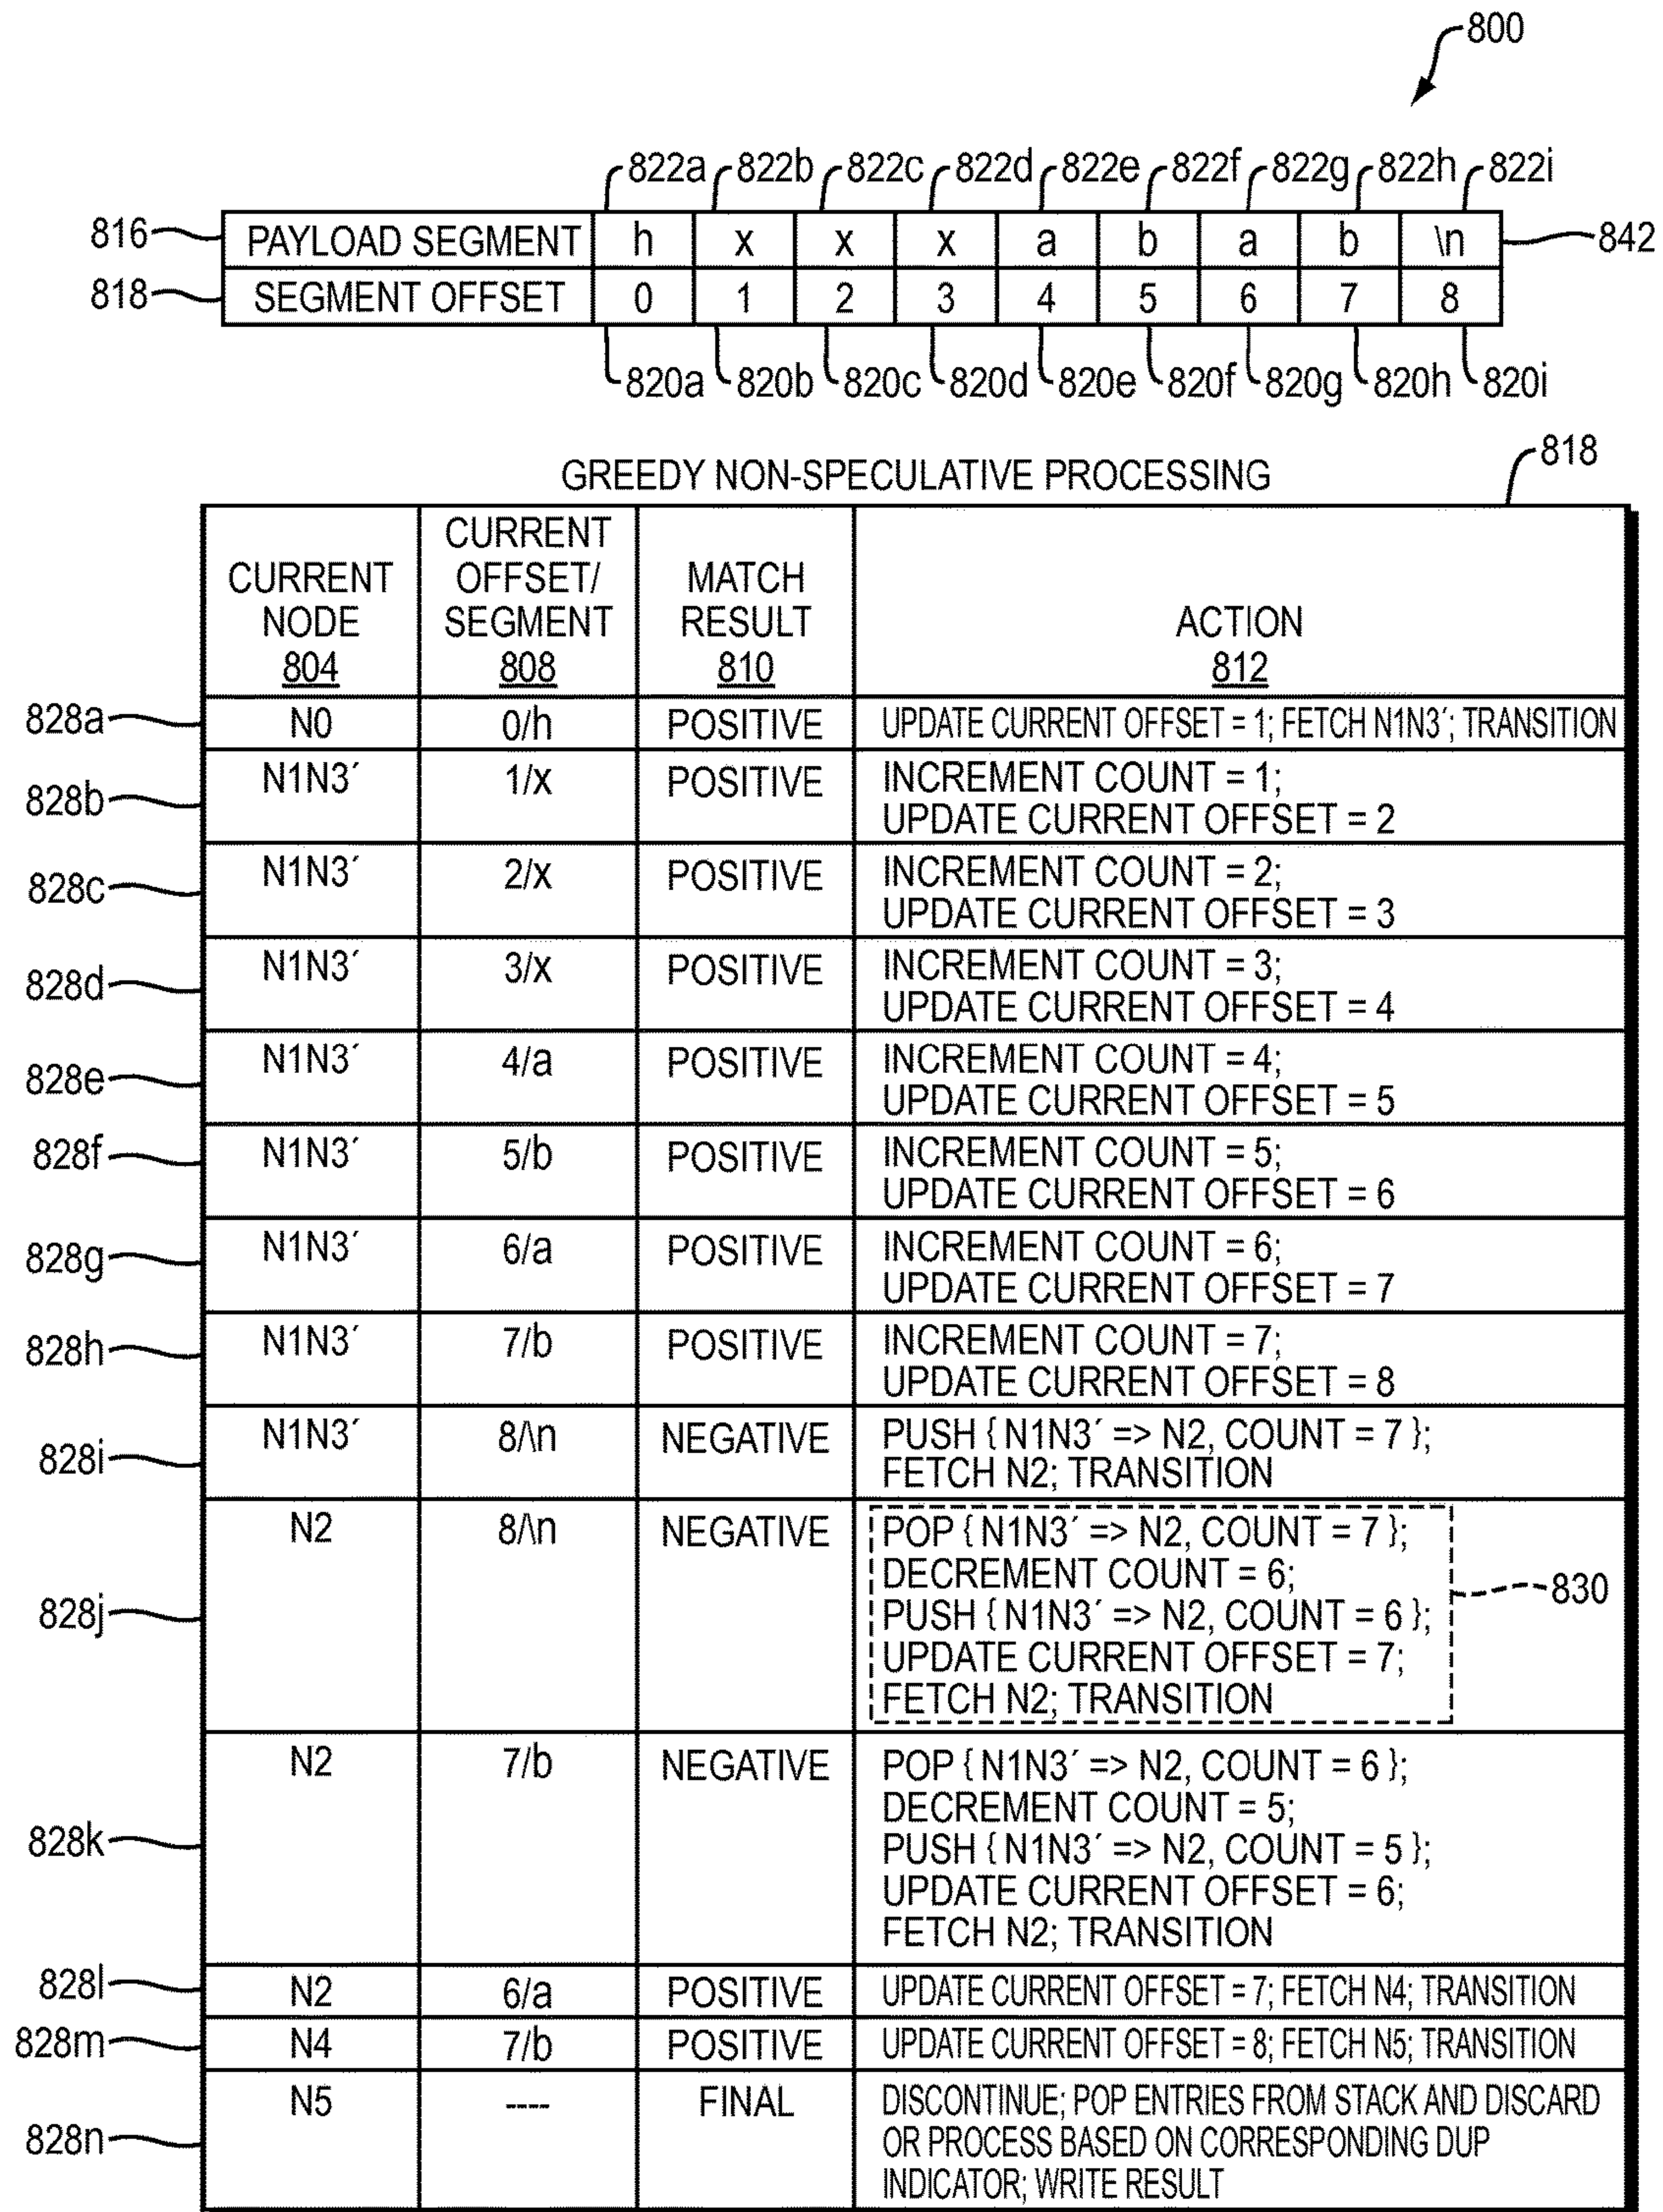 800
822a 822b 822c 822d 822e 822f 822g 822h 822i
816 PAYLOAD SEGMENT h x x x a b a b \n 842
818 SEGMENT OFFSET 0 1 2 3 4 5 6 7 8
820a 820b 820c 820d 820e 820f 820g 820h 820i
GREEDY NON-SPECULATIVE PROCESSING 818
CURRENT NODE 804
CURRENT OFFSET/ SEGMENT 808
MATCH RESULT 810
ACTION 812
828a N0 0/h POSITIVE UPDATE CURRENT OFFSET = 1; FETCH N1N3´; TRANSITION
828b N1N3´ 1/x POSITIVE INCREMENT COUNT = 1;
UPDATE CURRENT OFFSET = 2
828c N1N3´ 2/x POSITIVE INCREMENT COUNT = 2;
UPDATE CURRENT OFFSET = 3
828d N1N3´ 3/x POSITIVE INCREMENT COUNT = 3;
UPDATE CURRENT OFFSET = 4
828e N1N3´ 4/a POSITIVE INCREMENT COUNT = 4;
UPDATE CURRENT OFFSET = 5
828f N1N3´ 5/b POSITIVE INCREMENT COUNT = 5;
UPDATE CURRENT OFFSET = 6
828g N1N3´ 6/a POSITIVE INCREMENT COUNT = 6;
UPDATE CURRENT OFFSET = 7
828h N1N3´ 7/b POSITIVE INCREMENT COUNT = 7;
UPDATE CURRENT OFFSET = 8
828i N1N3´ 8/\n NEGATIVE PUSH { N1N3´ => N2, COUNT = 7 };
FETCH N2; TRANSITION
828j N2 8/\n NEGATIVE POP { N1N3´ => N2, COUNT = 7 };
DECREMENT COUNT = 6;
PUSH { N1N3´ => N2, COUNT = 6 };
UPDATE CURRENT OFFSET = 7;
FETCH N2; TRANSITION
830
828k N2 7/b NEGATIVE POP { N1N3´ => N2, COUNT = 6 };
DECREMENT COUNT = 5;
PUSH { N1N3´ => N2, COUNT = 5 };
UPDATE CURRENT OFFSET = 6;
FETCH N2; TRANSITION
828l N2 6/a POSITIVE UPDATE CURRENT OFFSET = 7; FETCH N4; TRANSITION
828m N4 7/b POSITIVE UPDATE CURRENT OFFSET = 8; FETCH N5; TRANSITION
828n N5 ---- FINAL DISCONTINUE; POP ENTRIES FROM STACK AND DISCARD
OR PROCESS BASED ON CORRESPONDING DUP
INDICATOR; WRITE RESULT